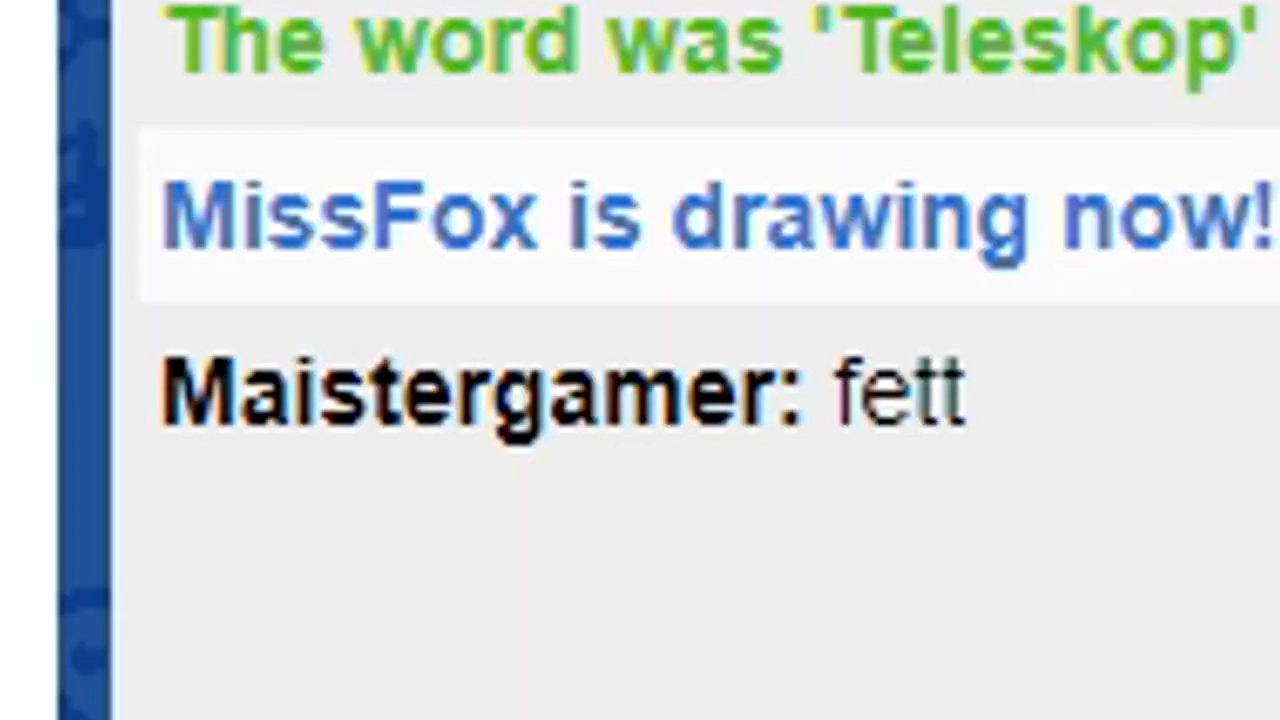 The word was 'Teleskop'
MissFox is drawing now!
Maistergamer: fett